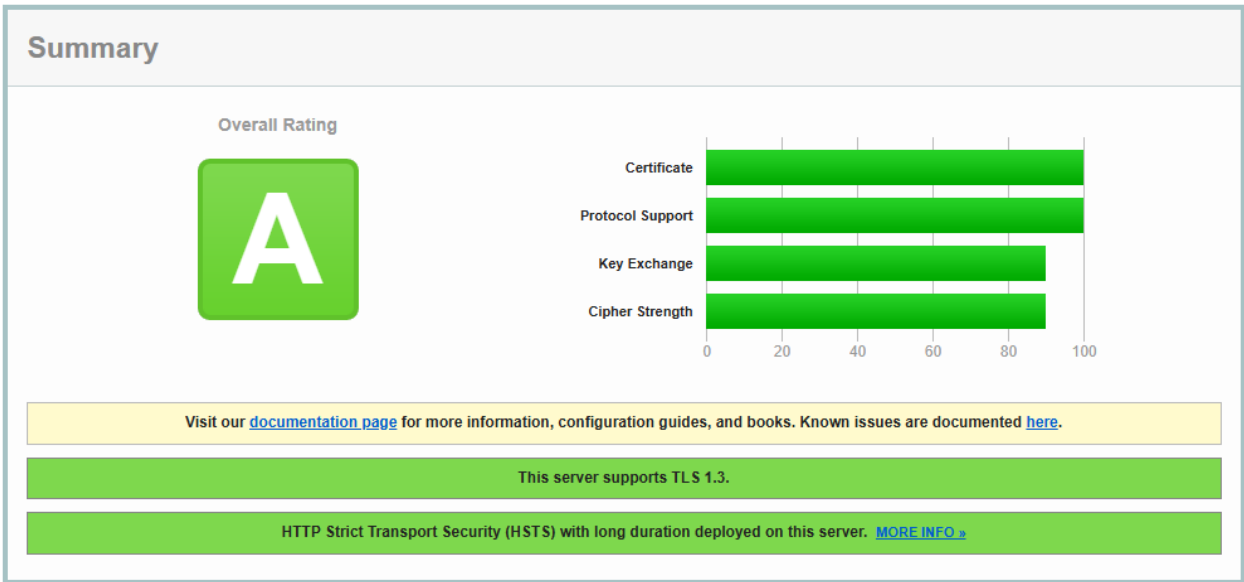 Summary
Overall Rating
A
Certificate
Protocol Support
Key Exchange
Cipher Strength
0 20 40 60 80 100
Visit our documentation page for more information, configuration guides, and books. Known issues are documented here.
This server supports TLS 1.3.
HTTP Strict Transport Security (HSTS) with long duration deployed on this server. MORE INFO »